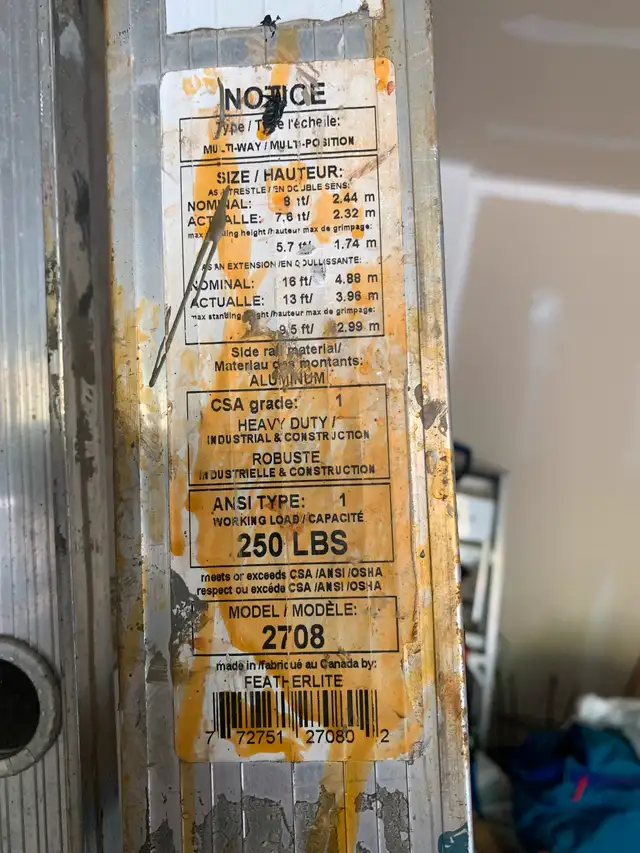 NOTICE
Type / Type l'échelle:
MULTI-WAY / MULTI-POSITION
SIZE / HAUTEUR:
AS A TRESTLE / EN DOUBLE SENS:
NOMINAL: 8 ft/ 2.44 m
ACTUALLE: 7.6 ft/ 2.32 m
max standing height /hauteur max de grimpage:
5.7 ft/ 1.74 m
AS AN EXTENSION /EN COULISSANTE:
NOMINAL: 16 ft/ 4.88 m
ACTUALLE: 13 ft/ 3.96 m
max standing height /hauteur max de grimpage:
9.5 ft/ 2.99 m
Side rail material/
Materiau des montants:
ALUMINUM
CSA grade: 1
HEAVY DUTY /
INDUSTRIAL & CONSTRUCTION
ROBUSTE
INDUSTRIELLE & CONSTRUCTION
ANSI TYPE: 1
WORKING LOAD / CAPACITÉ
250 LBS
meets or exceeds CSA /ANSI /OSHA
respect ou excéde CSA /ANSI /OSHA
MODEL / MODÈLE:
2708
made in /fabriqué au Canada by:
FEATHERLITE
7 72751 27080 2